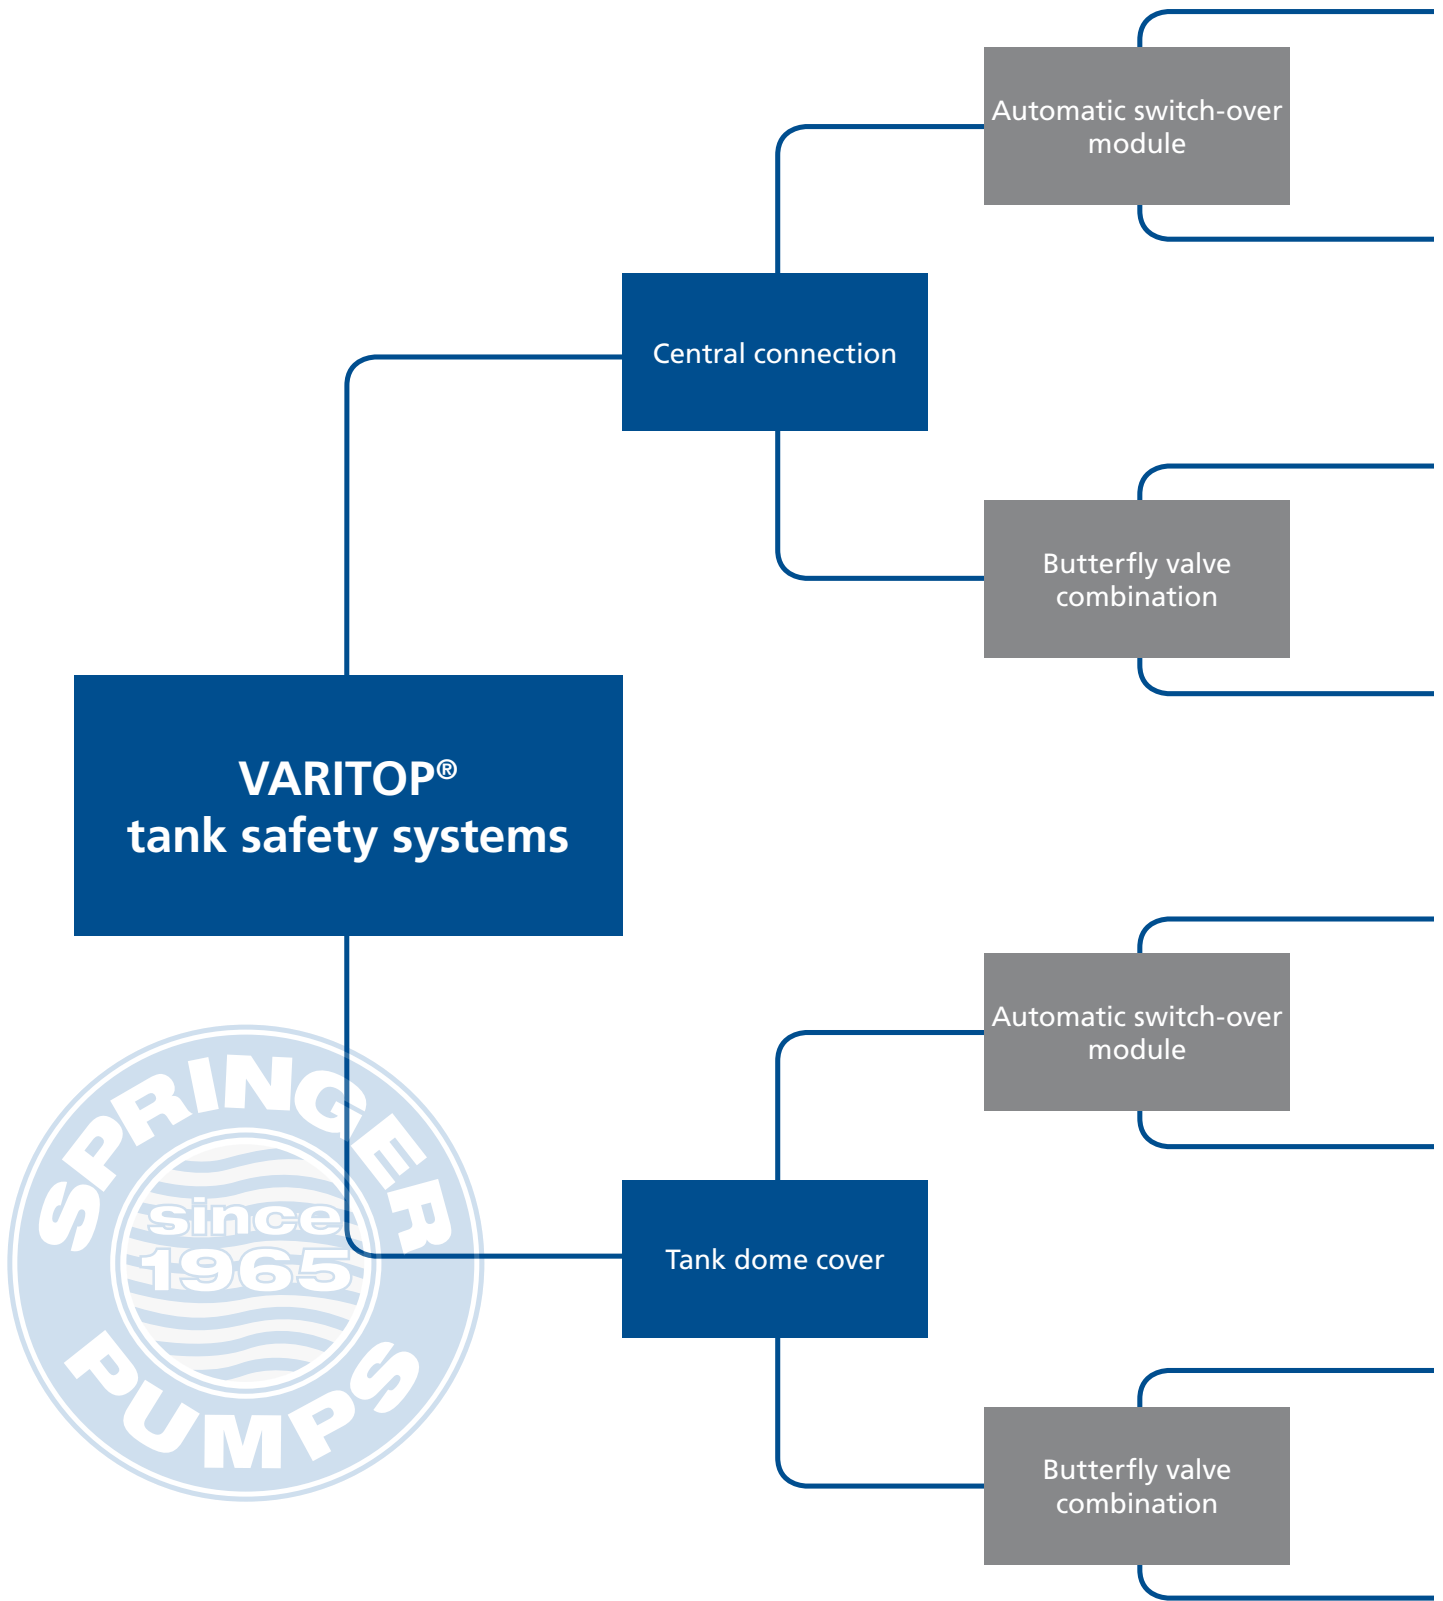 Automatic switch-over
module
Central connection
Butterfly valve
combination
VARITOP®
tank safety systems
Automatic switch-over
module
Tank dome cover
Butterfly valve
combination
SPRINGER
since
1965
PUMPS